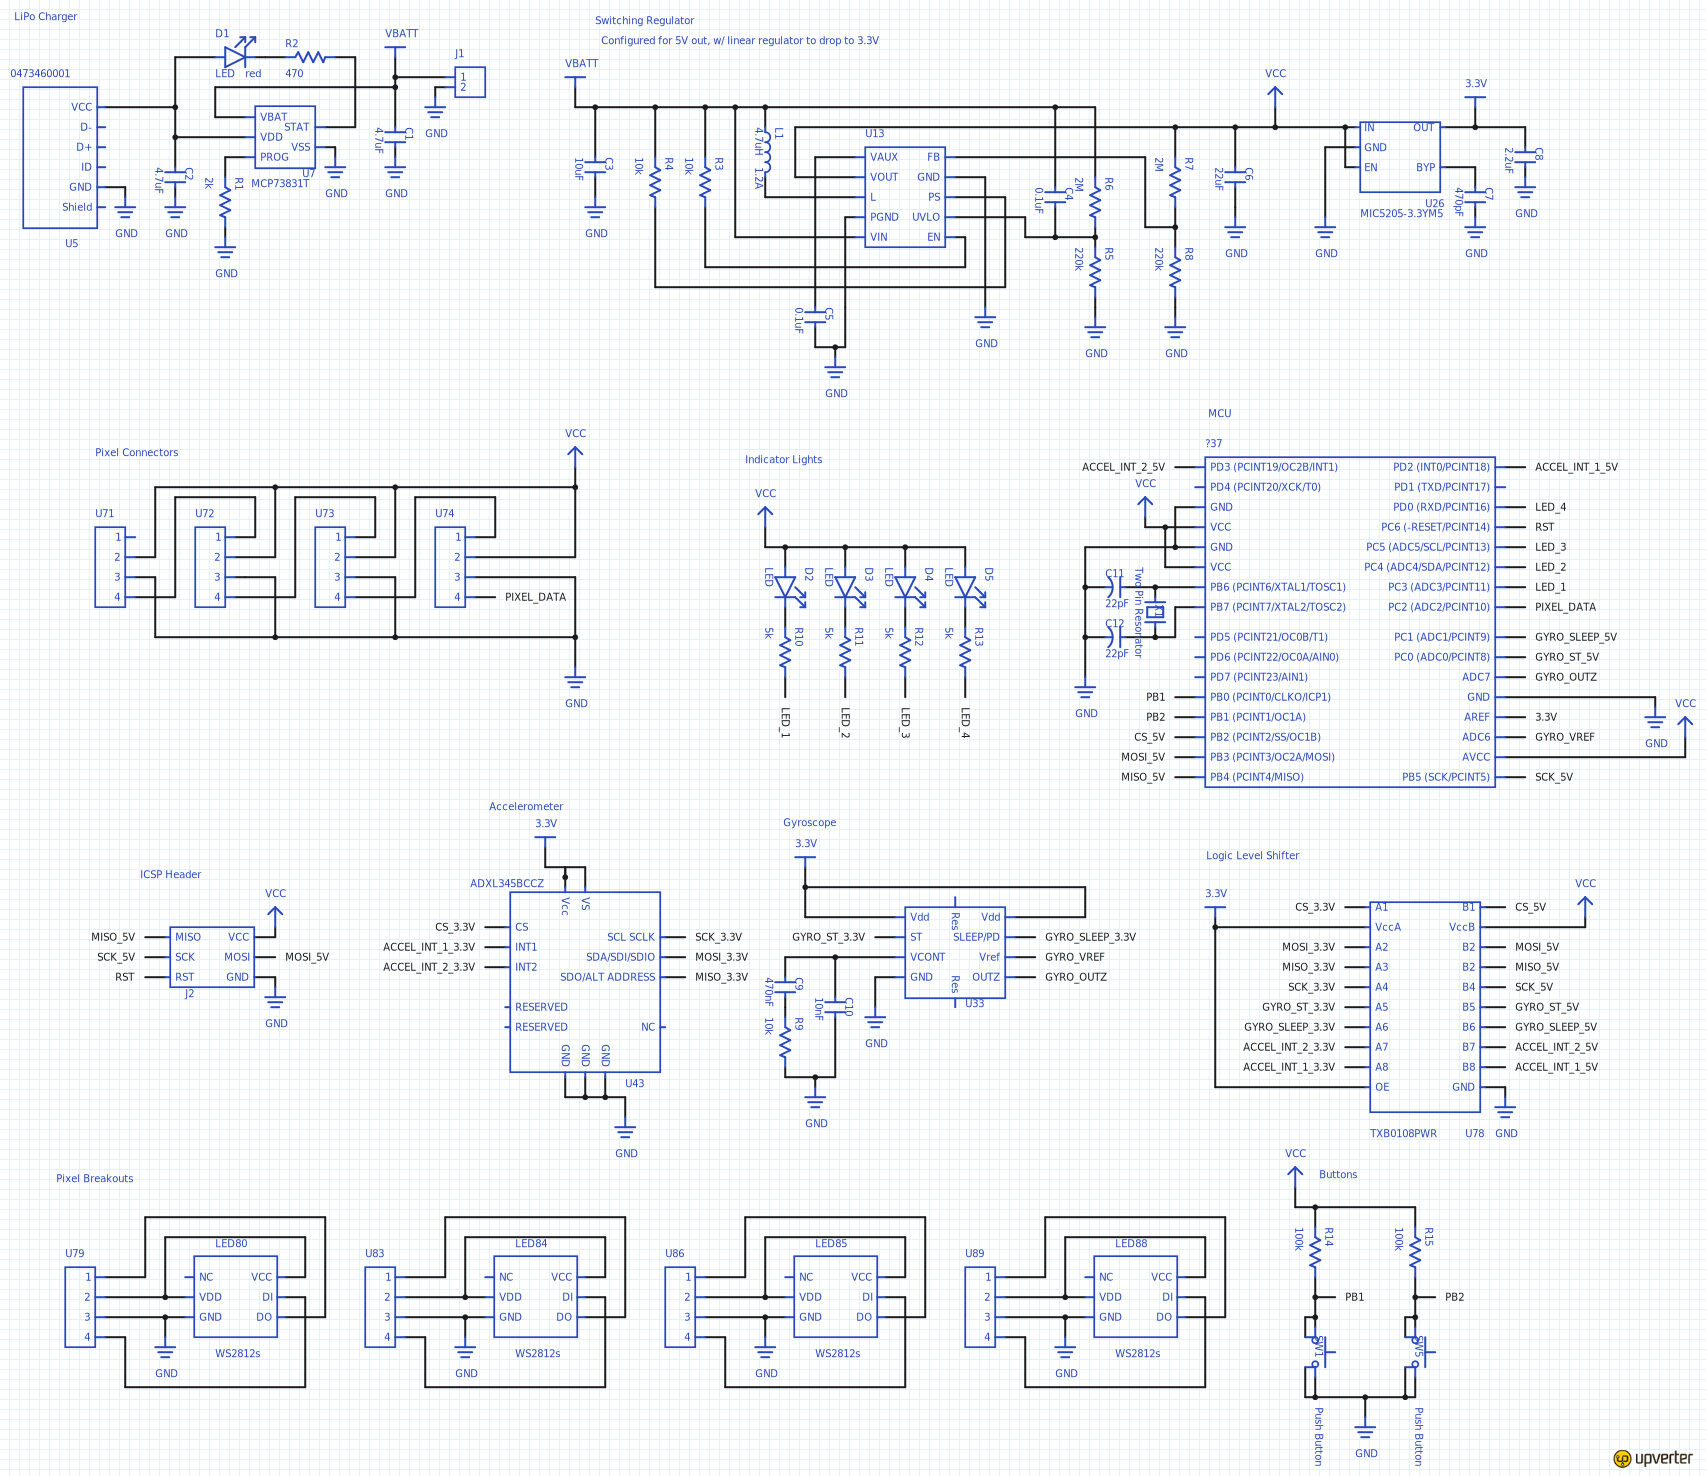 LiPo Charger
0473460001
VCC
D-
D+
ID
GND
Shield
U5
GND
D1
LED red
R2
470
VBATT
J1
1
2
GND
VBAT
VDD
PROG
STAT
VSS
U7
MCP73831T
C2
4.7uF
GND
R1
2k
GND
GND
C1
4.7uF
GND
Switching Regulator
Configured for 5V out, w/ linear regulator to drop to 3.3V
VBATT
C3
10uF
GND
R4
10k
R3
10k
L1
4.7uH 1.2A
U13
VAUX
VOUT
L
PGND
VIN
FB
GND
PS
UVLO
EN
C5
0.1uF
GND
GND
C4
0.1uF
R6
2M
R5
220k
GND
R7
2M
R8
220k
GND
C6
22uF
GND
VCC
IN
GND
EN
OUT
BYP
U26
MIC5205-3.3YM5
GND
3.3V
C8
2.2uF
GND
C7
470pF
GND
Pixel Connectors
VCC
U71
1
2
3
4
U72
1
2
3
4
U73
1
2
3
4
U74
1
2
3
4
PIXEL_DATA
GND
Indicator Lights
VCC
D2
LED
D3
LED
D4
LED
D5
LED
R10
5k
R11
5k
R12
5k
R13
5k
LED_1
LED_2
LED_3
LED_4
MCU
?37
ACCEL_INT_2_5V
VCC
PD3 (PCINT19/OC2B/INT1)
PD4 (PCINT20/XCK/T0)
GND
VCC
GND
VCC
PB6 (PCINT6/XTAL1/TOSC1)
PB7 (PCINT7/XTAL2/TOSC2)
PD5 (PCINT21/OC0B/T1)
PD6 (PCINT22/OC0A/AIN0)
PD7 (PCINT23/AIN1)
PB0 (PCINT0/CLKO/ICP1)
PB1 (PCINT1/OC1A)
PB2 (PCINT2/SS/OC1B)
PB3 (PCINT3/OC2A/MOSI)
PB4 (PCINT4/MISO)
C11
22pF
C12
22pF
X1
Two Pin Resonator
GND
PB1
PB2
CS_5V
MOSI_5V
MISO_5V
PD2 (INT0/PCINT18)
PD1 (TXD/PCINT17)
PD0 (RXD/PCINT16)
PC6 (-RESET/PCINT14)
PC5 (ADC5/SCL/PCINT13)
PC4 (ADC4/SDA/PCINT12)
PC3 (ADC3/PCINT11)
PC2 (ADC2/PCINT10)
PC1 (ADC1/PCINT9)
PC0 (ADC0/PCINT8)
ADC7
GND
AREF
ADC6
AVCC
PB5 (SCK/PCINT5)
ACCEL_INT_1_5V
LED_4
RST
LED_3
LED_2
LED_1
PIXEL_DATA
GYRO_SLEEP_5V
GYRO_ST_5V
GYRO_OUTZ
3.3V
GYRO_VREF
SCK_5V
GND
VCC
ICSP Header
VCC
MISO_5V
SCK_5V
RST
MISO
SCK
RST
VCC
MOSI
GND
MOSI_5V
J2
GND
Accelerometer
3.3V
ADXL345BCCZ
CS_3.3V
ACCEL_INT_1_3.3V
ACCEL_INT_2_3.3V
CS
INT1
INT2
RESERVED
RESERVED
Vcc
VS
SCL SCLK
SDA/SDI/SDIO
SDO/ALT ADDRESS
NC
GND
GND
GND
SCK_3.3V
MOSI_3.3V
MISO_3.3V
U43
GND
Gyroscope
3.3V
GYRO_ST_3.3V
Vdd
ST
VCONT
GND
Res
Res
Vdd
SLEEP/PD
Vref
OUTZ
U33
GYRO_SLEEP_3.3V
GYRO_VREF
GYRO_OUTZ
C9
470nF
C10
10nF
R9
10k
GND
GND
Logic Level Shifter
3.3V
VCC
CS_3.3V
MOSI_3.3V
MISO_3.3V
SCK_3.3V
GYRO_ST_3.3V
GYRO_SLEEP_3.3V
ACCEL_INT_2_3.3V
ACCEL_INT_1_3.3V
A1
VccA
A2
A3
A4
A5
A6
A7
A8
OE
B1
VccB
B2
B2
B4
B5
B6
B7
B8
GND
CS_5V
MOSI_5V
MISO_5V
SCK_5V
GYRO_ST_5V
GYRO_SLEEP_5V
ACCEL_INT_2_5V
ACCEL_INT_1_5V
TXB0108PWR
U78
GND
Pixel Breakouts
U79
1
2
3
4
LED80
NC
VDD
GND
VCC
DI
DO
WS2812s
GND
U83
1
2
3
4
LED84
NC
VDD
GND
VCC
DI
DO
WS2812s
GND
U86
1
2
3
4
LED85
NC
VDD
GND
VCC
DI
DO
WS2812s
GND
U89
1
2
3
4
LED88
NC
VDD
GND
VCC
DI
DO
WS2812s
GND
VCC
Buttons
R14
100k
R15
100k
PB1
PB2
SW1
SW5
Push Button
Push Button
GND
upverter